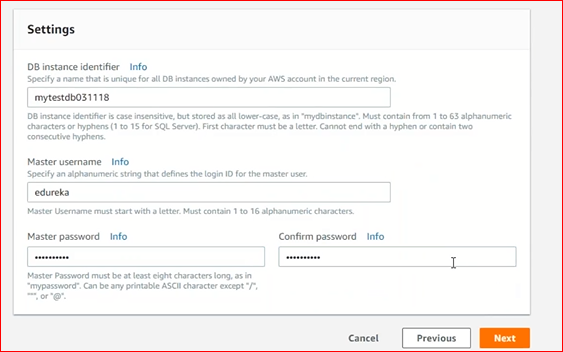 Settings
DB instance identifier Info
Specify a name that is unique for all DB instances owned by your AWS account in the current region.
mytestdb031118
DB instance identifier is case insensitive, but stored as all lower-case, as in "mydbinstance". Must contain from 1 to 63 alphanumeric
characters or hyphens (1 to 15 for SQL Server). First character must be a letter. Cannot end with a hyphen or contain two
consecutive hyphens.
Master username Info
Specify an alphanumeric string that defines the login ID for the master user.
edureka
Master Username must start with a letter. Must contain 1 to 16 alphanumeric characters.
Master password Info Confirm password Info
•••••••••• ••••••••••
Master Password must be at least eight characters long, as in
"mypassword". Can be any printable ASCII character except "/",
""", or "@".
Cancel Previous Next